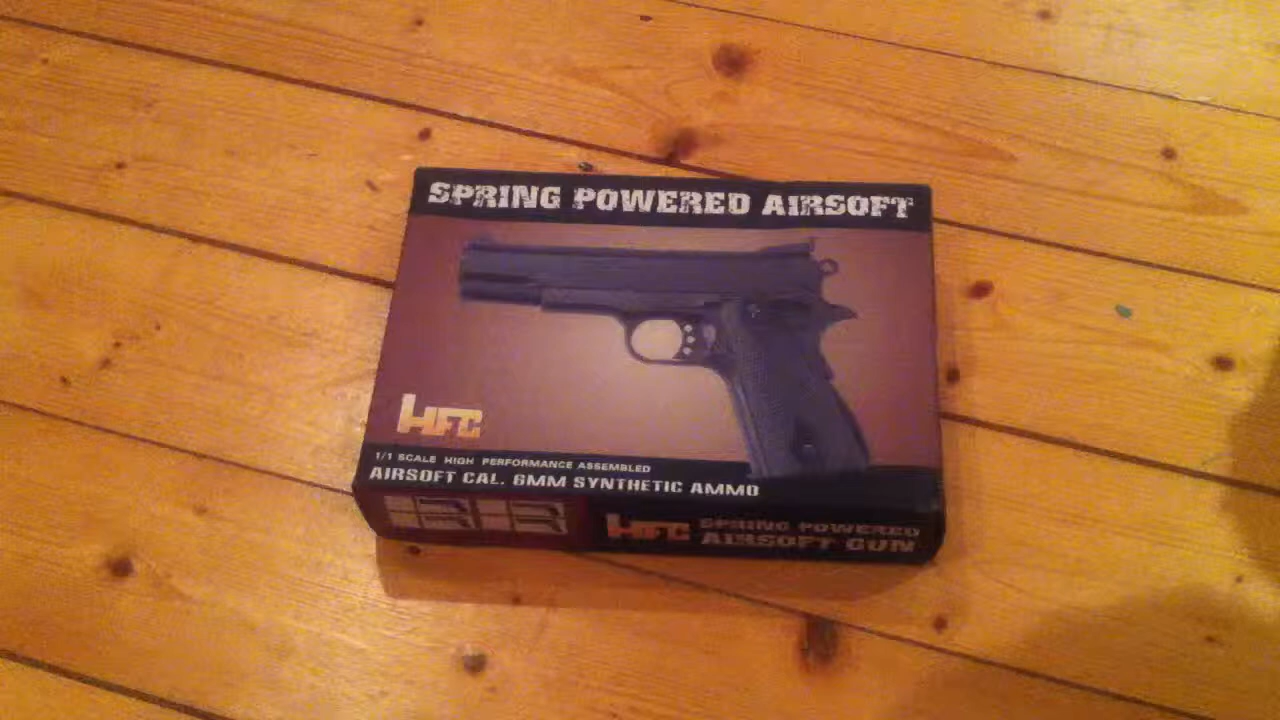 SPRING POWERED AIRSOFT
HFC
1/1 SCALE HIGH PERFORMANCE ASSEMBLED
AIRSOFT CAL. 6MM SYNTHETIC AMMO
HFC SPRING POWERED
AIRSOFT GUN